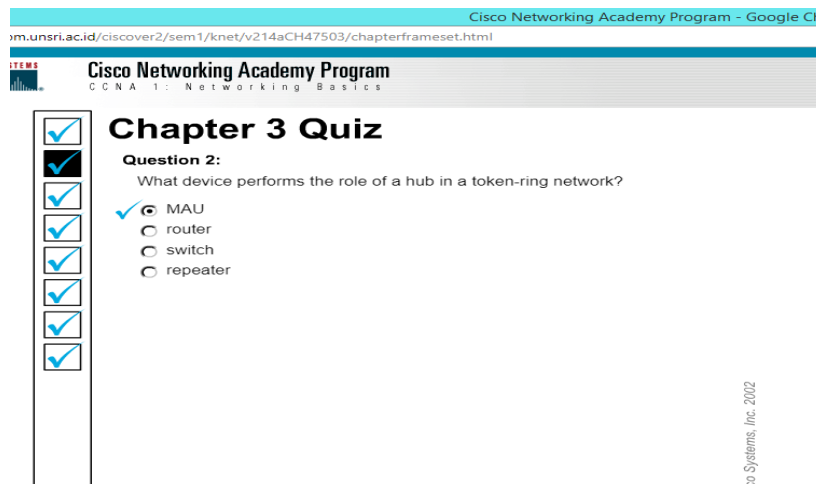 Cisco Networking Academy Program - Google Ch
om.unsri.ac.id/ciscover2/sem1/knet/v214aCH47503/chapterframeset.html
STEMS
Cisco Networking Academy Program
CCNA 1: Networking Basics
Chapter 3 Quiz
Question 2:
What device performs the role of a hub in a token-ring network?
MAU
router
switch
repeater
co Systems, Inc. 2002